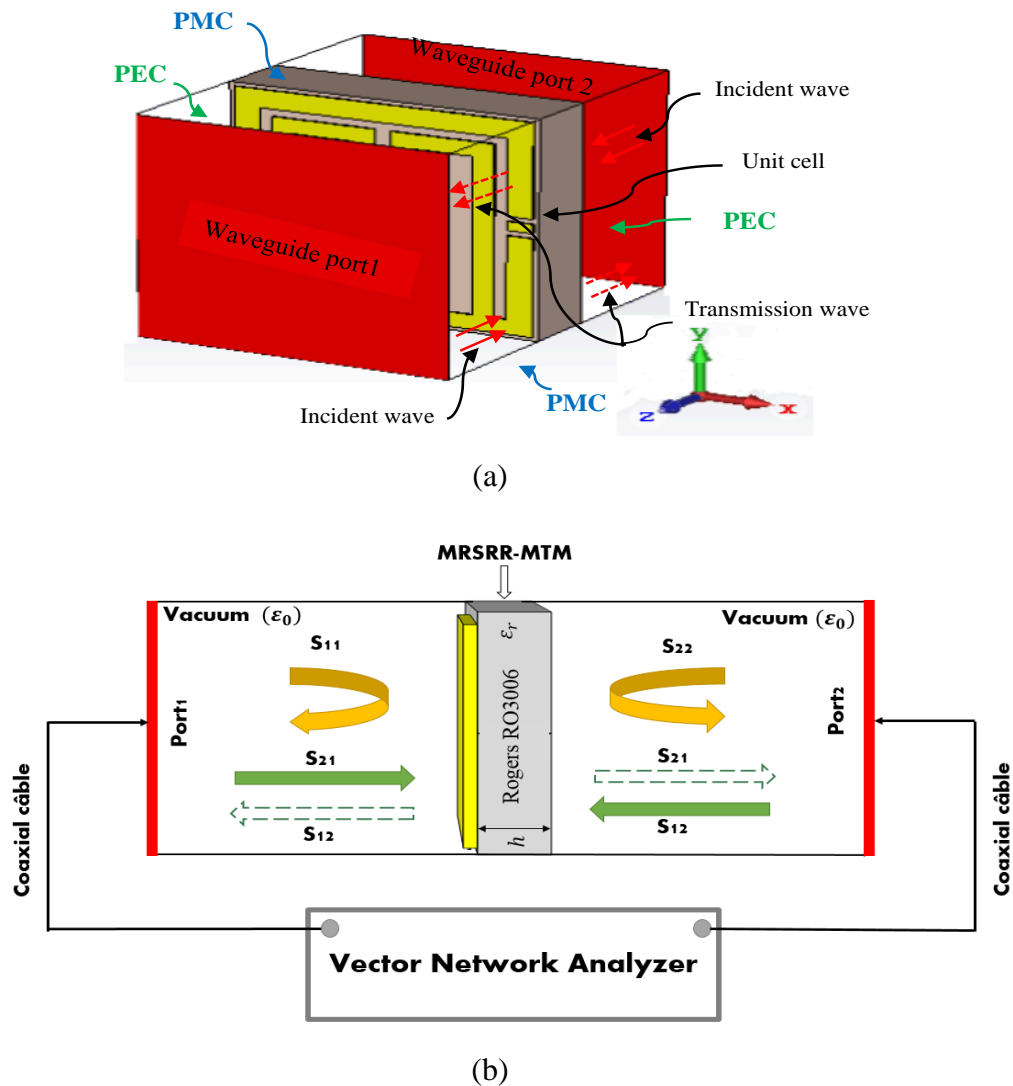 PMC
Waveguide port 2
PEC
Incident wave
Unit cell
PEC
Waveguide port1
Transmission wave
Incident wave
PMC
Y
Z
X
(a)
MRSRR-MTM
Vacuum (ε0)
Vacuum (ε0)
S11
S22
εr
Rogers RO3006
h
Port1
Port2
S21
S21
S12
S12
Coaxial câble
Coaxial câble
Vector Network Analyzer
(b)